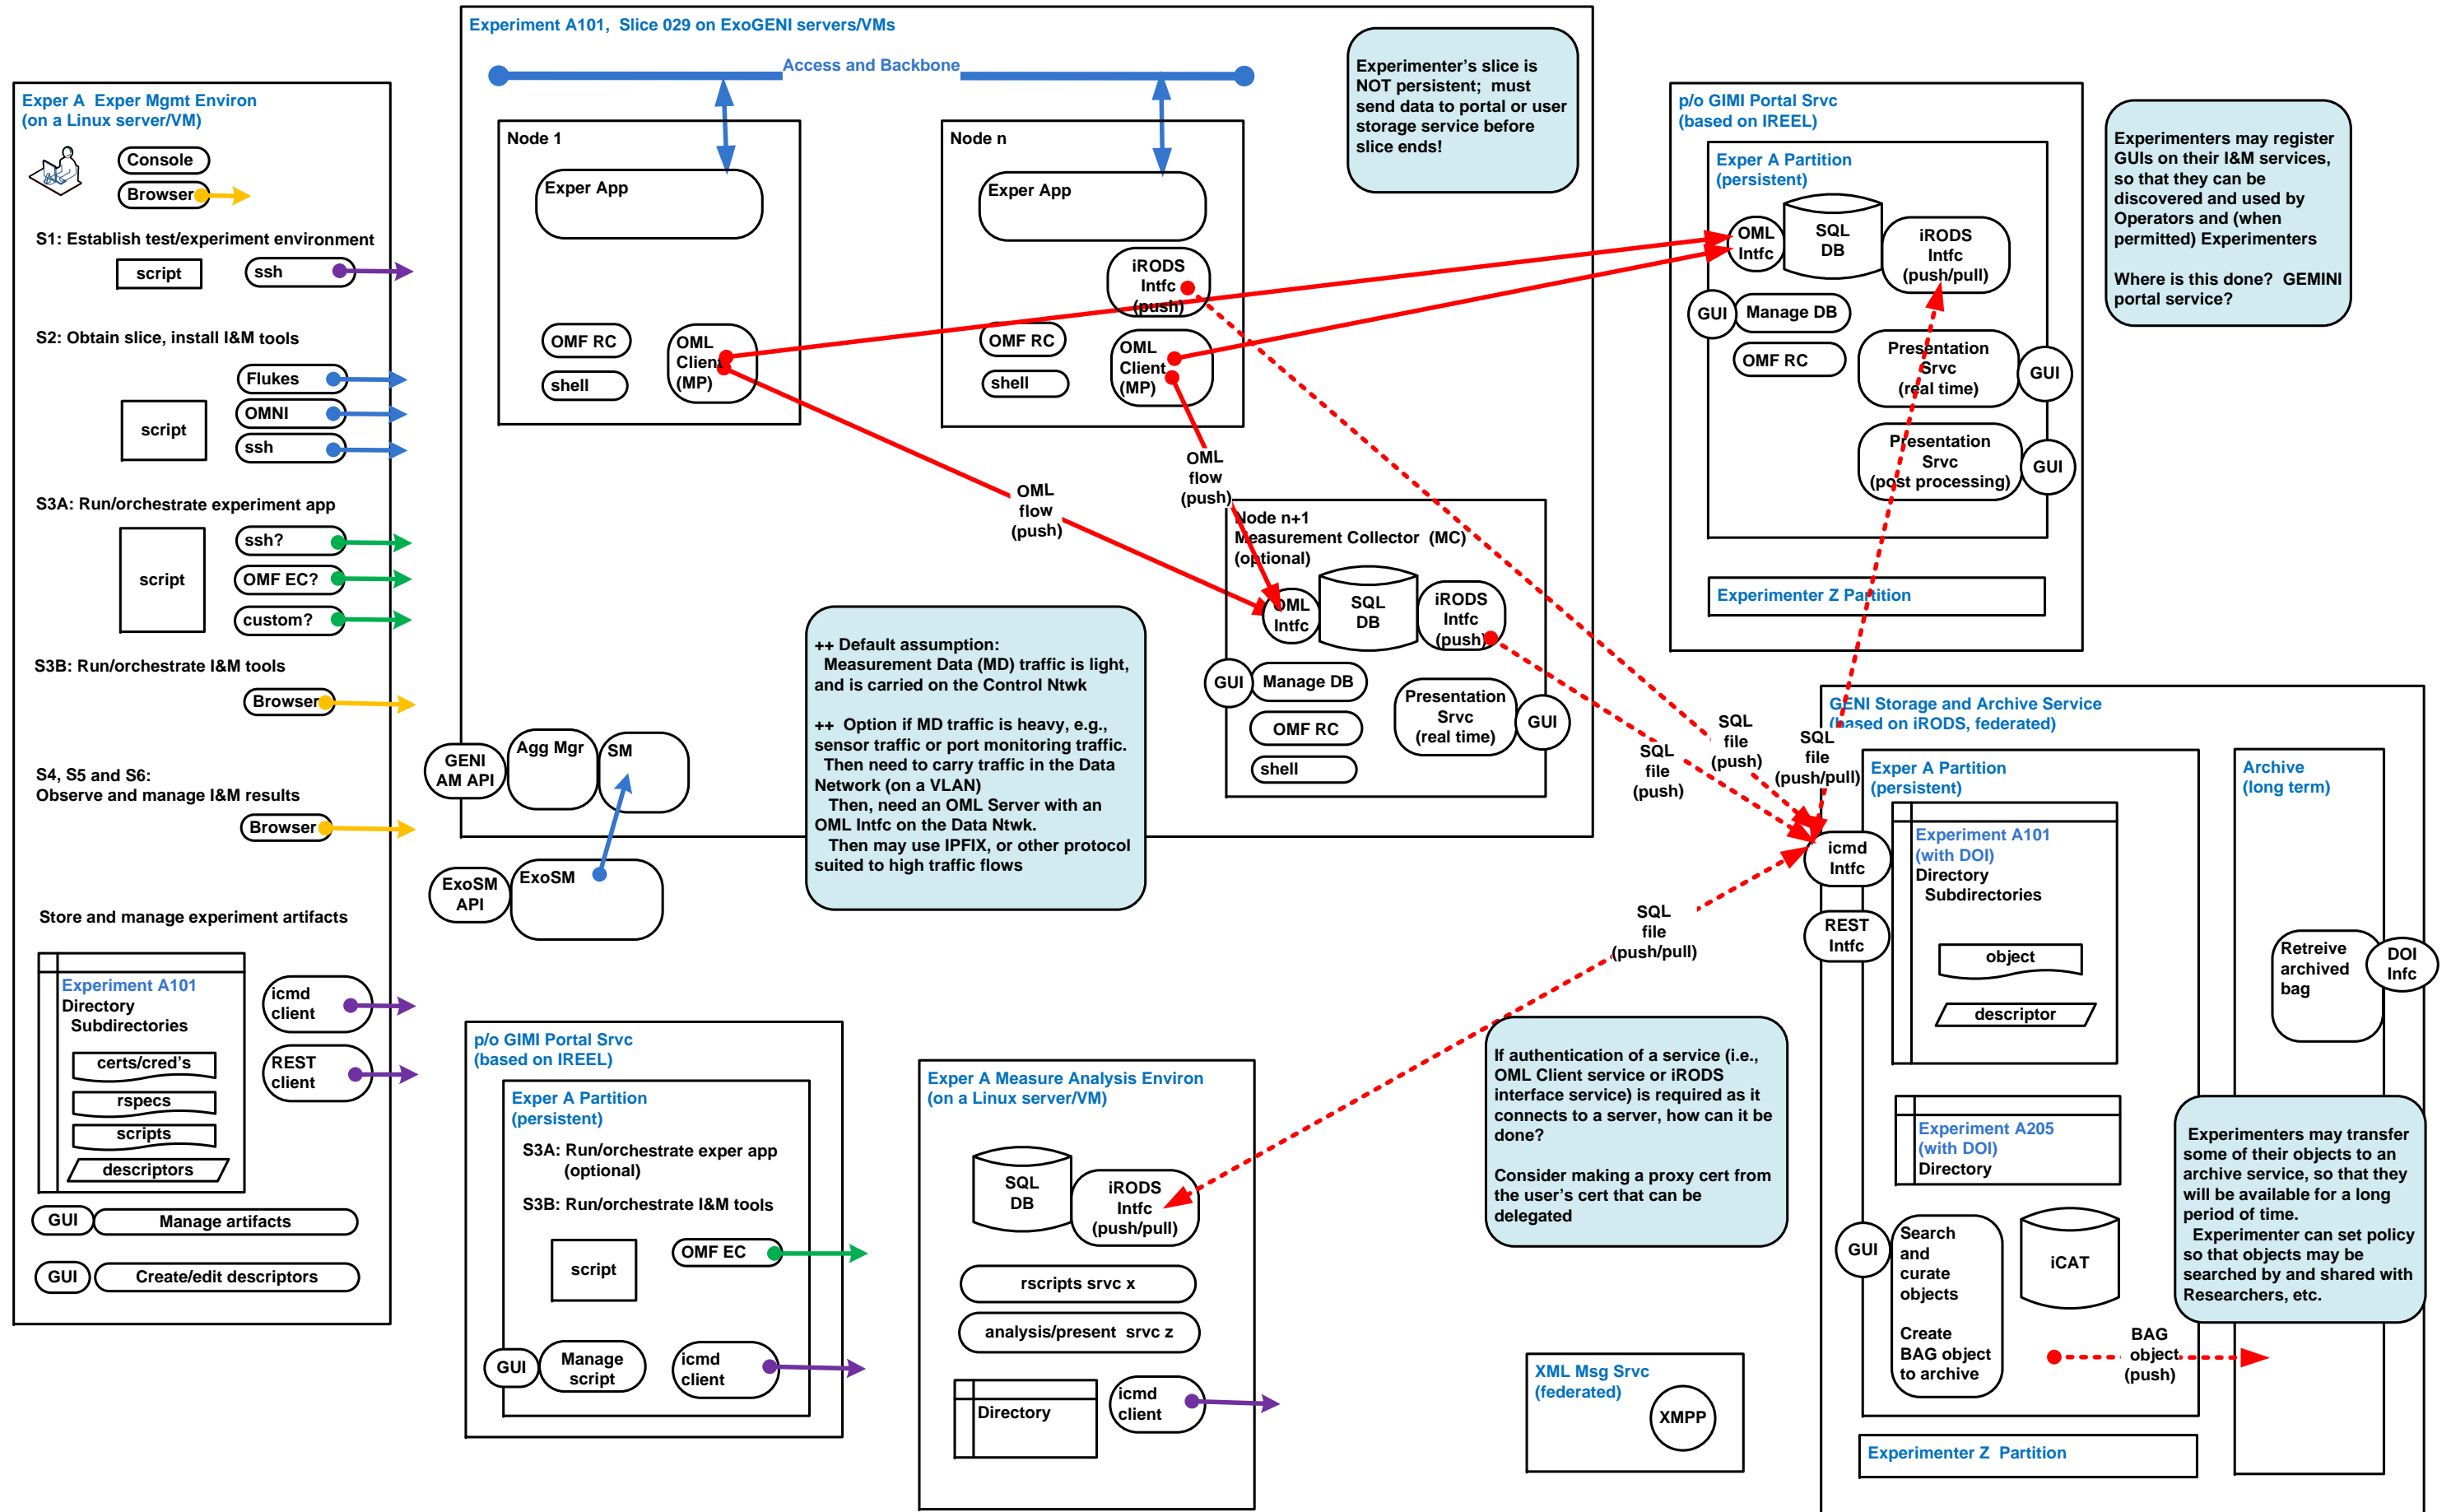 Experiment A101,  Slice 029 on ExoGENI servers/VMs
Access and Backbone
Experimenter's slice is
NOT persistent;  must
send data to portal or user
storage service before
slice ends!
Exper A  Exper Mgmt Environ
(on a Linux server/VM)
Console
Browser
S1: Establish test/experiment environment
script
ssh
S2: Obtain slice, install I&M tools
Flukes
OMNI
script
ssh
S3A: Run/orchestrate experiment app
ssh?
script
OMF EC?
custom?
S3B: Run/orchestrate I&M tools
Browser
S4, S5 and S6:
Observe and manage I&M results
Browser
Store and manage experiment artifacts
Experiment A101
Directory
Subdirectories
certs/cred's
rspecs
scripts
descriptors
icmd
client
REST
client
GUI
Manage artifacts
GUI
Create/edit descriptors
Node 1
Exper App
OMF RC
shell
OML
Client
(MP)
Node n
Exper App
iRODS
Intfc
(push)
OMF RC
shell
OML
Client
(MP)
OML
flow
(push)
OML
flow
(push)
Node n+1
Measurement Collector  (MC)
(optional)
OML
Intfc
SQL
DB
iRODS
Intfc
(push)
GUI
Manage DB
OMF RC
shell
Presentation
Srvc
(real time)
GUI
++ Default assumption:
Measurement Data (MD) traffic is light,
and is carried on the Control Ntwk
++  Option if MD traffic is heavy, e.g.,
sensor traffic or port monitoring traffic.
Then need to carry traffic in the Data
Network (on a VLAN)
Then, need an OML Server with an
OML Intfc on the Data Ntwk.
Then may use IPFIX, or other protocol
suited to high traffic flows
GENI
AM API
Agg Mgr
SM
ExoSM
API
ExoSM
p/o GIMI Portal Srvc
(based on IREEL)
Exper A Partition
(persistent)
OML
Intfc
SQL
DB
iRODS
Intfc
(push/pull)
GUI
Manage DB
OMF RC
Presentation
Srvc
(real time)
GUI
Presentation
Srvc
(post processing)
GUI
Experimenter Z Partition
Experimenters may register
GUIs on their I&M services,
so that they can be
discovered and used by
Operators and (when
permitted) Experimenters
Where is this done?  GEMINI
portal service?
SQL
file
(push)
SQL
file
(push)
SQL
file
(push/pull)
SQL
file
(push/pull)
GENI Storage and Archive Service
(based on iRODS, federated)
Exper A Partition
(persistent)
Experiment A101
(with DOI)
Directory
Subdirectories
object
descriptor
icmd
Intfc
REST
Intfc
Experiment A205
(with DOI)
Directory
GUI
Search
and
curate
objects
Create
BAG object
to archive
iCAT
BAG
object
(push)
Experimenter Z  Partition
Archive
(long term)
Retreive
archived
bag
DOI
Infc
Experimenters may transfer
some of their objects to an
archive service, so that they
will be available for a long
period of time.
Experimenter can set policy
so that objects may be
searched by and shared with
Researchers, etc.
p/o GIMI Portal Srvc
(based on IREEL)
Exper A Partition
(persistent)
S3A: Run/orchestrate exper app
(optional)
S3B: Run/orchestrate I&M tools
script
OMF EC
GUI
Manage
script
icmd
client
Exper A Measure Analysis Environ
(on a Linux server/VM)
SQL
DB
iRODS
Intfc
(push/pull)
rscripts srvc x
analysis/present  srvc z
Directory
icmd
client
If authentication of a service (i.e.,
OML Client service or iRODS
interface service) is required as it
connects to a server, how can it be
done?
Consider making a proxy cert from
the user's cert that can be
delegated
XML Msg Srvc
(federated)
XMPP